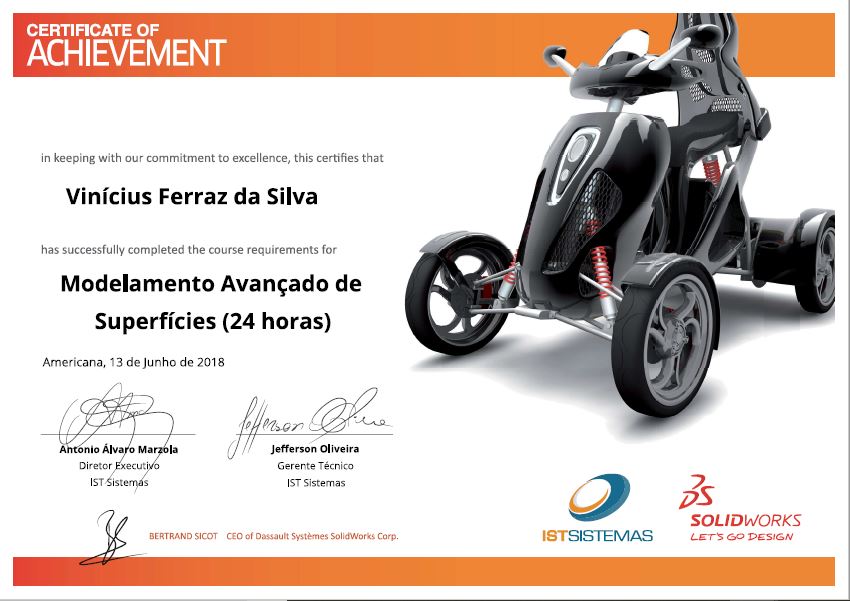 CERTIFICATE OF
ACHIEVEMENT
in keeping with our commitment to excellence, this certifies that
Vinícius Ferraz da Silva
has successfully completed the course requirements for
Modelamento Avançado de
Superfícies (24 horas)
Americana, 13 de Junho de 2018
Jefferson Oliveira
Antonio Álvaro Marzola
Diretor Executivo
IST Sistemas
Jefferson Oliveira
Gerente Técnico
IST Sistemas
BERTRAND SICOT CEO of Dassault Systèmes SolidWorks Corp.
ISTSISTEMAS
3DS
SOLIDWORKS
LET'S GO DESIGN